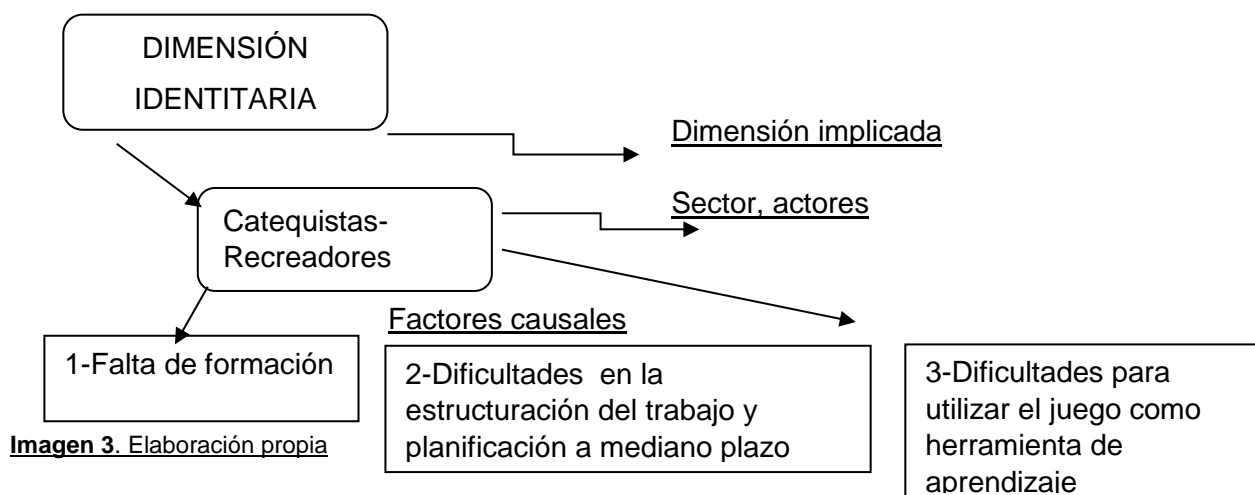 DIMENSIÓN
IDENTITARIA
Dimensión implicada
Sector, actores
Catequistas-
Recreadores
Factores causales
1-Falta de formación
2-Dificultades en la
estructuración del trabajo y
planificación a mediano plazo
3-Dificultades para
utilizar el juego como
herramienta de
aprendizaje
Imagen 3. Elaboración propia